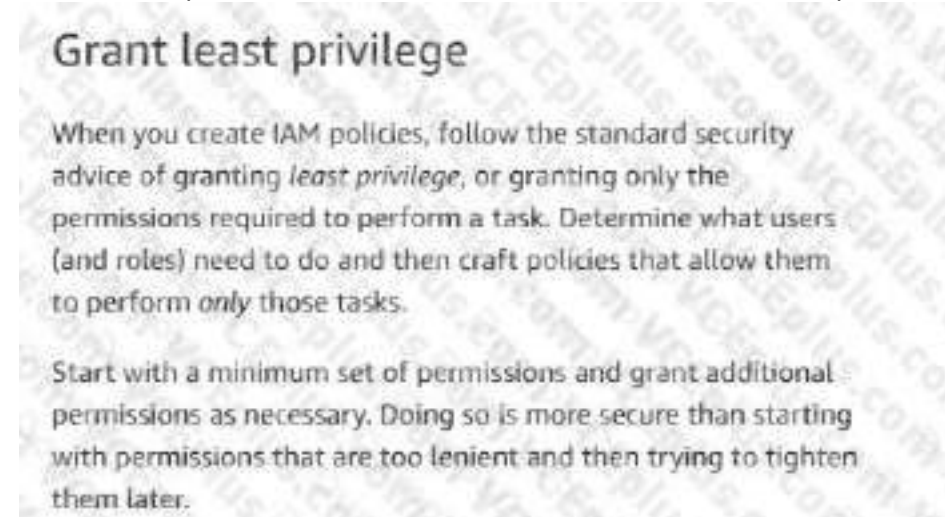 Grant least privilege
When you create IAM policies, follow the standard security
advice of granting least privilege, or granting only the
permissions required to perform a task. Determine what users
(and roles) need to do and then craft policies that allow them
to perform only those tasks.
Start with a minimum set of permissions and grant additional
permissions as necessary. Doing so is more secure than starting
with permissions that are too lenient and then trying to tighten
them later.